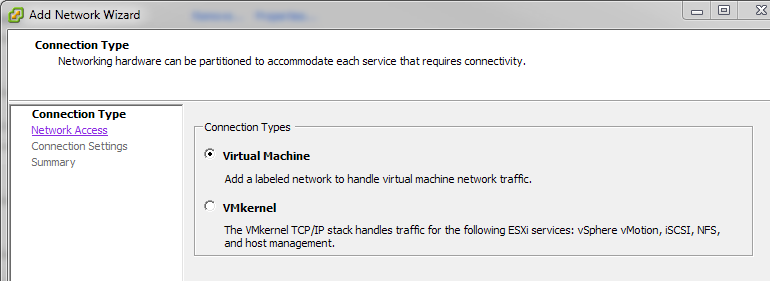 Add Network Wizard
Connection Type
Networking hardware can be partitioned to accommodate each service that requires connectivity.
Connection Type
Network Access
Connection Settings
Summary
Connection Types
Virtual Machine
Add a labeled network to handle virtual machine network traffic.
VMkernel
The VMkernel TCP/IP stack handles traffic for the following ESXi services: vSphere vMotion, iSCSI, NFS,
and host management.